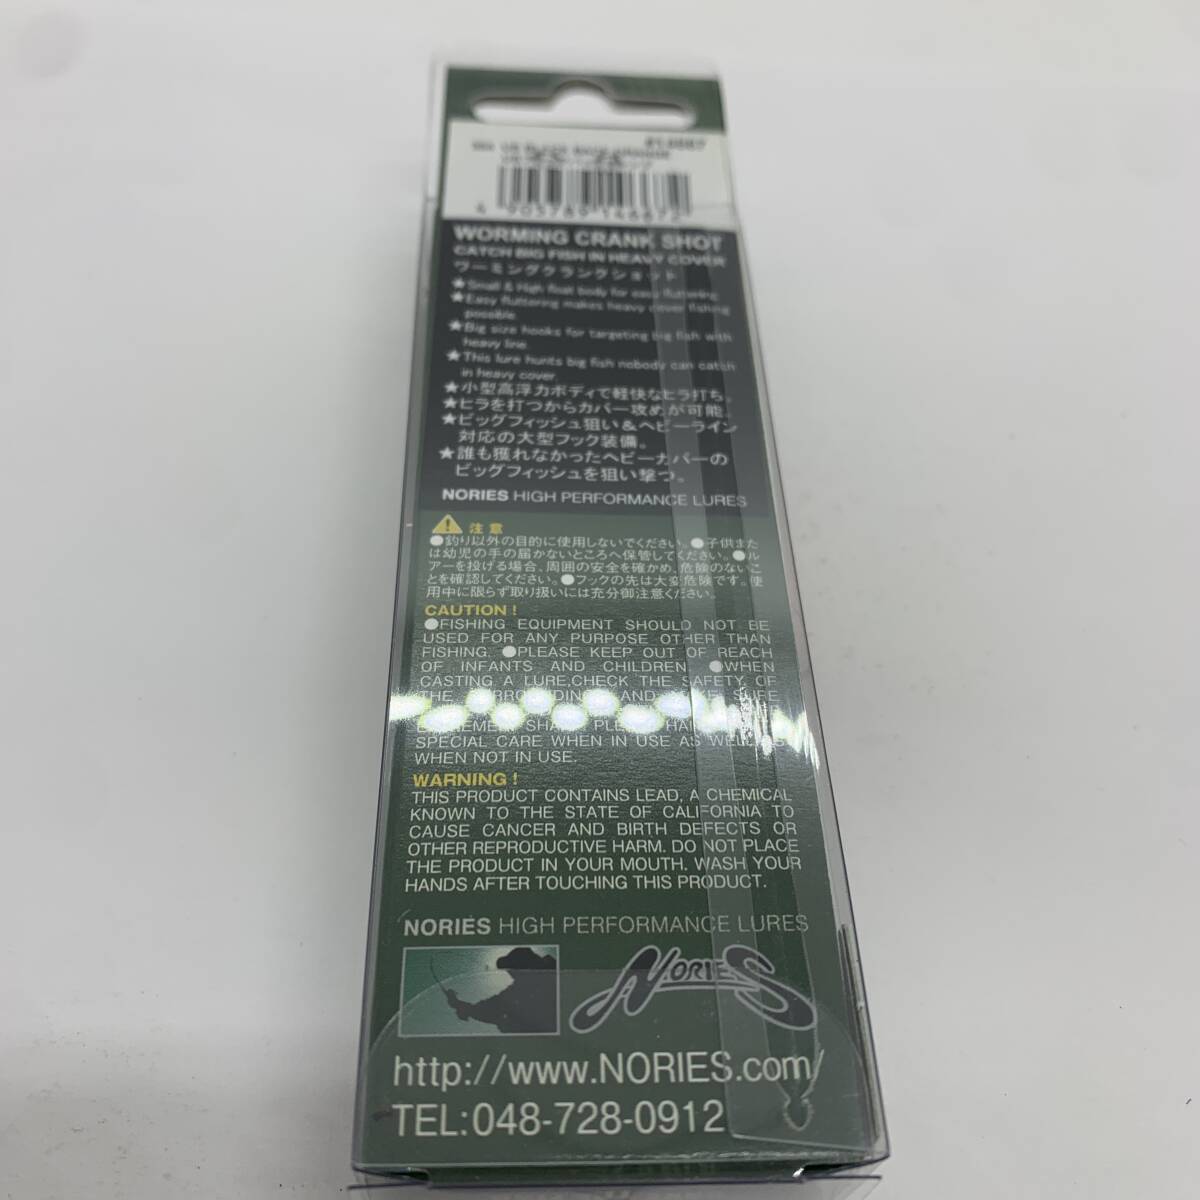 4 905789 146672
WORMING CRANK SHOT
CATCH BIG FISH IN HEAVY COVER
ワーミングクランクショット
★Small & High float body for easy fluttering.
★Easy fluttering makes heavy cover fishing
possible.
★Big size hooks for targeting big fish with
heavy line.
★This lure hunts big fish nobody can catch
in heavy cover.
★小型高浮力ボディで軽快なヒラ打ち。
★ヒラを打つからカバー攻めが可能。
★ビッグフィッシュ狙い＆ヘビーライン
対応の大型フック装備。
★誰も獲れなかったヘビーカバーの
ビッグフィッシュを狙い撃つ。
NORIES HIGH PERFORMANCE LURES
注意
●釣り以外の目的に使用しないでください。●子供また
は幼児の手の届かないところへ保管してください。●ル
アーを投げる場合、周囲の安全を確かめ、危険のないこ
とを確認してください。●フックの先は大変危険です。使
用中に限らず取り扱いには充分御注意ください。
CAUTION!
●FISHING EQUIPMENT SHOULD NOT BE
USED FOR ANY PURPOSE OTHER THAN
FISHING. ●PLEASE KEEP OUT OF REACH
OF INFANTS AND CHILDREN. ●WHEN
CASTING A LURE,CHECK THE SAFETY OF
THE SURROUNDING AND MAKE SURE
SPECIAL CARE WHEN IN USE AS WELL AS
WHEN NOT IN USE.
WARNING!
THIS PRODUCT CONTAINS LEAD, A CHEMICAL
KNOWN TO THE STATE OF CALIFORNIA TO
CAUSE CANCER AND BIRTH DEFECTS OR
OTHER REPRODUCTIVE HARM. DO NOT PLACE
THE PRODUCT IN YOUR MOUTH. WASH YOUR
HANDS AFTER TOUCHING THIS PRODUCT.
NORIES HIGH PERFORMANCE LURES
NORIES
http://www.NORIES.com/
TEL:048-728-0912